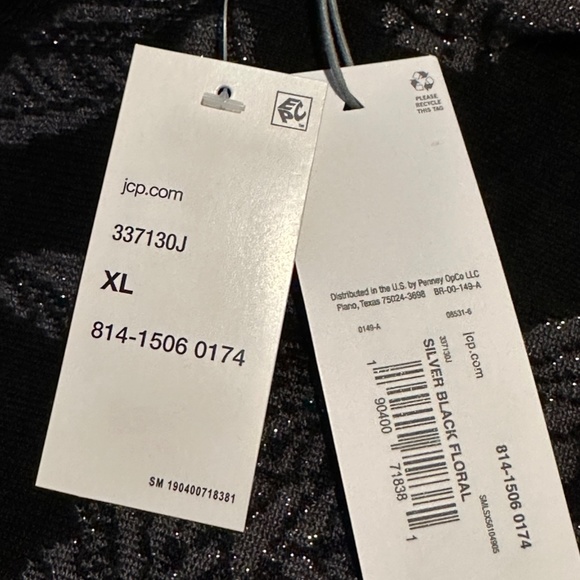 EPC
jcp.com
337130J
XL
814-1506 0174
SM 190400718381
PLEASE
RECYCLE
THIS TAG
Distributed in the U.S. by Penney OpCo LLC
Plano, Texas 75024-3698 BR-00-149-A
0149-A
08531-6
jcp.com
337130J
SILVER BLACK FLORAL
1 90400 71838 1
814-1506 0174